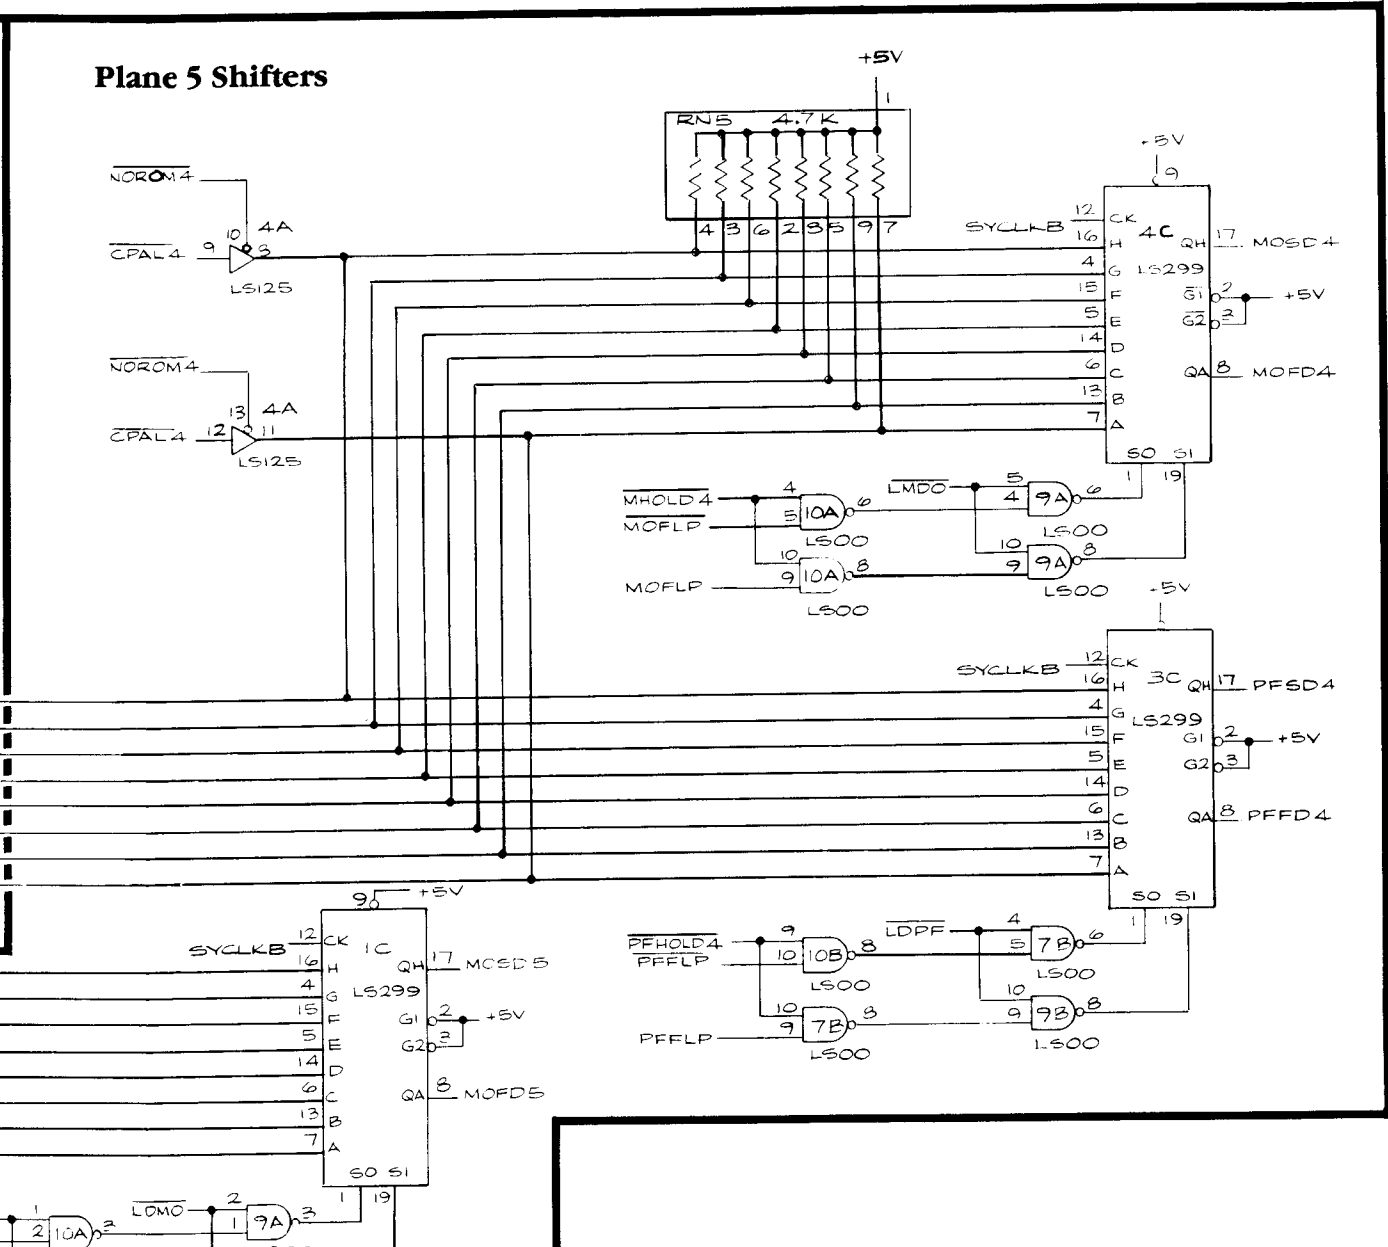 Plane 5 Shifters
+5V
1
RN5 4.7K
4 3 6 2 8 5 9 7
NOROM4
10 4A
CPAL4 9 8
LS125
NOROM4
13 4A
CPAL4 12 11
LS125
+5V
9
SYCLKB 12 CK 4C
16 H QH 17 MOSD4
4 G LS299
15 F G1 2 +5V
5 E G2 3
14 D
6 C QA 8 MOFD4
13 B
7 A
S0 S1
1 19
MHOLD4 4
MOFLP 5 10A 6
LS00
10
MOFLP 9 10A 8
LS00
LMDO 5
4 9A 6
LS00
10
9 9A 8
LS00
+5V
SYCLKB 12 CK 3C
16 H QH 17 PFSD4
4 G LS299
15 F G1 2 +5V
5 E G2 3
14 D
6 C QA 8 PFFD4
13 B
7 A
S0 S1
1 19
PFHOLD4 9
PFFLP 10 10B 8
LS00
10
PFFLP 9 7B 8
LS00
LDPF 4
5 7B 6
LS00
10
9 9B 8
LS00
9 +5V
SYCLKB 12 CK 1C
16 H QH 17 MOSD5
4 G LS299
15 F G1 2 +5V
5 E G2 3
14 D
6 C QA 8 MOFD5
13 B
7 A
S0 S1
1 19
1
2 10A 3
LDMO 2
1 9A 3